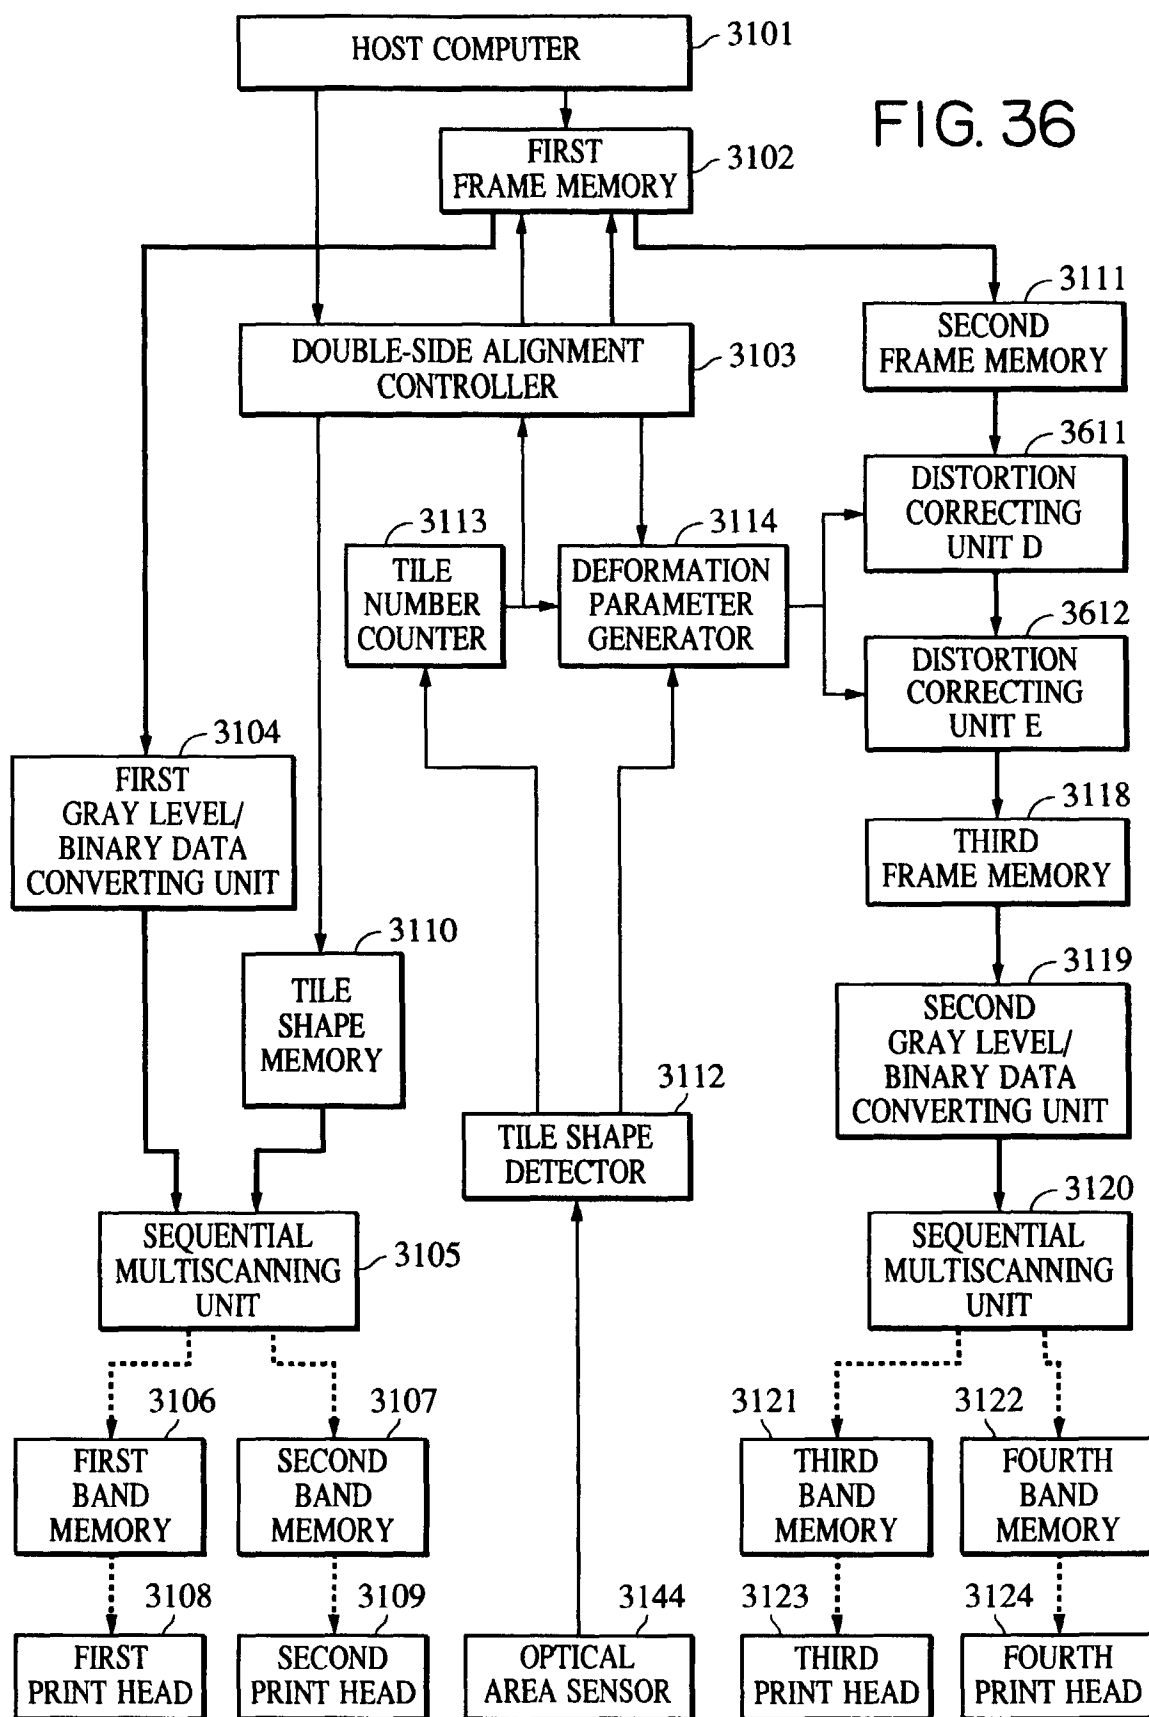 HOST COMPUTER
3101
FIG. 36
FIRST
FRAME MEMORY
3102
3111
SECOND
FRAME MEMORY
DOUBLE-SIDE ALIGNMENT
CONTROLLER
3103
3611
DISTORTION
CORRECTING
UNIT D
3113
TILE
NUMBER
COUNTER
3114
DEFORMATION
PARAMETER
GENERATOR
3612
DISTORTION
CORRECTING
UNIT E
3104
FIRST
GRAY LEVEL/
BINARY DATA
CONVERTING UNIT
3118
THIRD
FRAME MEMORY
3110
TILE
SHAPE
MEMORY
3119
SECOND
GRAY LEVEL/
BINARY DATA
CONVERTING UNIT
3112
TILE SHAPE
DETECTOR
SEQUENTIAL
MULTISCANNING
UNIT
3105
3120
SEQUENTIAL
MULTISCANNING
UNIT
3106
FIRST
BAND
MEMORY
3107
SECOND
BAND
MEMORY
3121
THIRD
BAND
MEMORY
3122
FOURTH
BAND
MEMORY
3108
FIRST
PRINT HEAD
3109
SECOND
PRINT HEAD
3144
OPTICAL
AREA SENSOR
3123
THIRD
PRINT HEAD
3124
FOURTH
PRINT HEAD